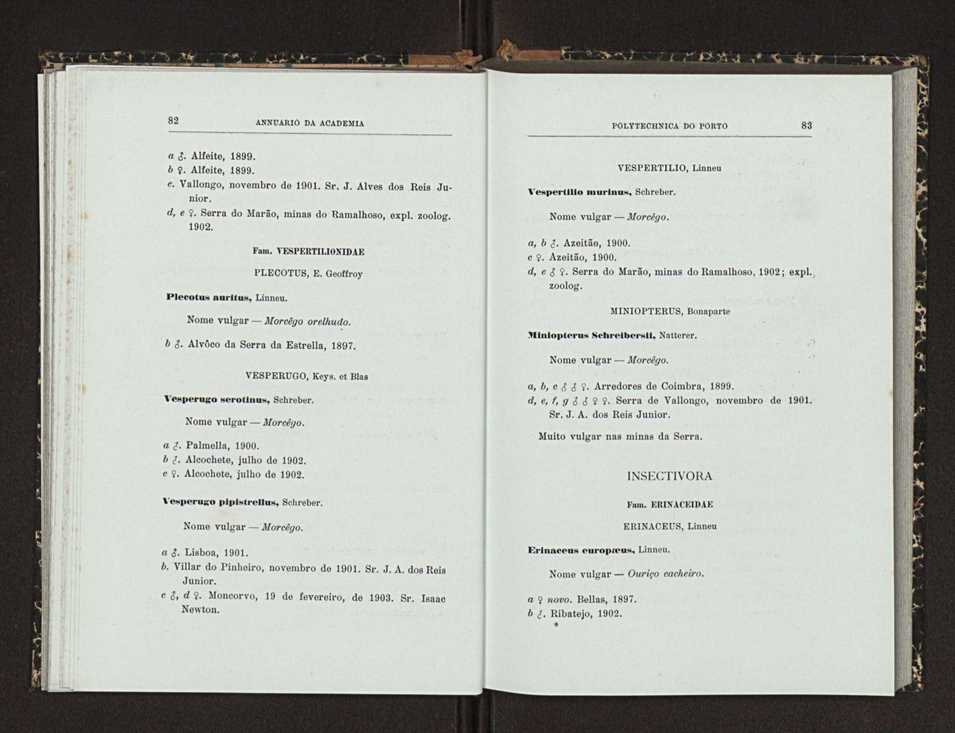 82 ANNUARIO DA ACADEMIA
a ♂. Alfeite, 1899.
b ♀. Alfeite, 1899.
c. Vallongo, novembro de 1901. Sr. J. Alves dos Reis Ju-
nior.
d, e ♀. Serra do Marão, minas do Ramalhoso, expl. zoolog.
1902.
Fam. VESPERTILIONIDAE
PLECOTUS, E. Geoffroy
Plecotus auritus, Linneu.
Nome vulgar — Morcêgo orelhudo.
b ♂. Alvôco da Serra da Estrella, 1897.
VESPERUGO, Keys. et Blas
Vesperugo serotinus, Schreber.
Nome vulgar — Morcêgo.
a ♂. Palmella, 1900.
b ♂. Alcochete, julho de 1902.
c ♀. Alcochete, julho de 1902.
Vesperugo pipistrellus, Schreber.
Nome vulgar — Morcêgo.
a ♂. Lisboa, 1901.
b. Villar do Pinheiro, novembro de 1901. Sr. J. A. dos Reis
Junior.
c ♂, d ♀. Moncorvo, 19 de fevereiro, de 1903. Sr. Isaac
Newton.
POLYTECHNICA DO PORTO 83
VESPERTILIO, Linneu
Vespertilio murinus, Schreber.
Nome vulgar — Morcêgo.
a, b ♂. Azeitão, 1900.
c ♀. Azeitão, 1900.
d, e ♂ ♀. Serra do Marão, minas do Ramalhoso, 1902; expl.
zoolog.
MINIOPTERUS, Bonaparte
Miniopterus Schreibersii, Natterer.
Nome vulgar — Morcêgo.
a, b, c ♂ ♂ ♀. Arredores de Coimbra, 1899.
d, e, f, g ♂ ♂ ♀ ♀. Serra de Vallongo, novembro de 1901.
Sr. J. A. dos Reis Junior.
Muito vulgar nas minas da Serra.
INSECTIVORA
Fam. ERINACEIDAE
ERINACEUS, Linneu
Erinaceus europæus, Linneu.
Nome vulgar — Ouriço cacheiro.
a ♀ novo. Bellas, 1897.
b ♂. Ribatejo, 1902.
*